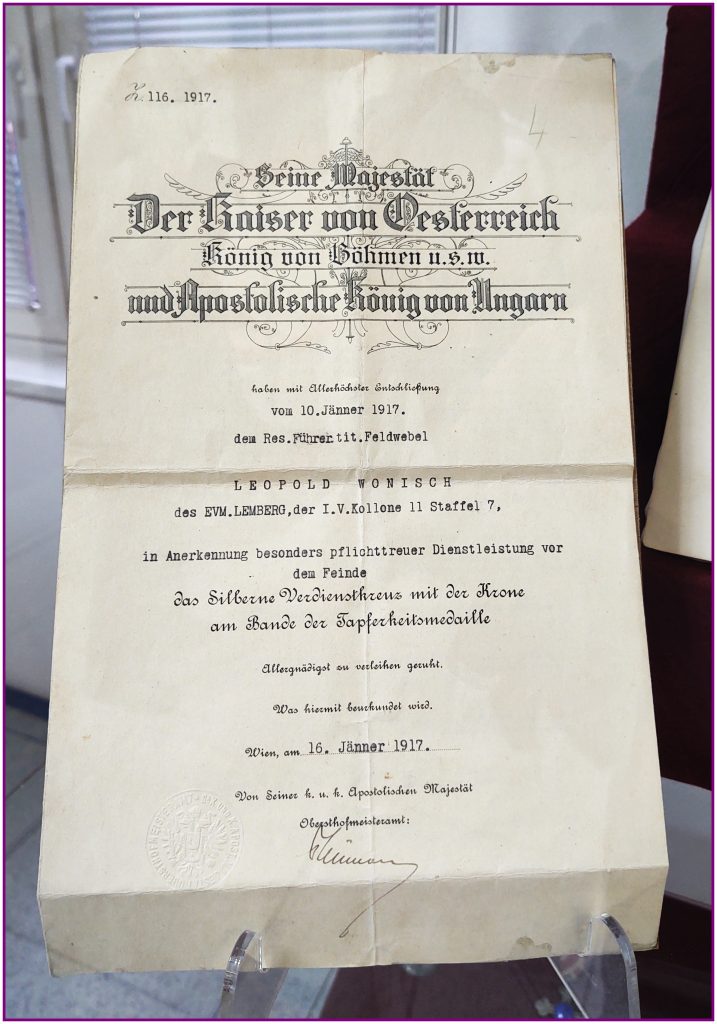 Z. 116. 1917.
4
Seine Majestät
Der Kaiser von Oesterreich
König von Böhmen u.s.w.
und Apostolische König von Ungarn
haben mit Allerhöchster Entschließung
vom 10.Jänner 1917.
dem Res.Führer tit.Feldwebel
LEOPOLD WONISCH
des EVM.LEMBERG,der I.V.Kollone 11 Staffel 7,
in Anerkennung besonders pflichttreuer Dienstleistung vor
dem Feinde
das Silberne Verdienstkreuz mit der Krone
am Bande der Tapferkeitsmedaille
Allergnädigst zu verleihen geruht.
Was hiermit beurkundet wird.
Wien, am 16. Jänner 1917.
Von Seiner k. u. k. Apostolischen Majestät
Obersthofmeisteramt: